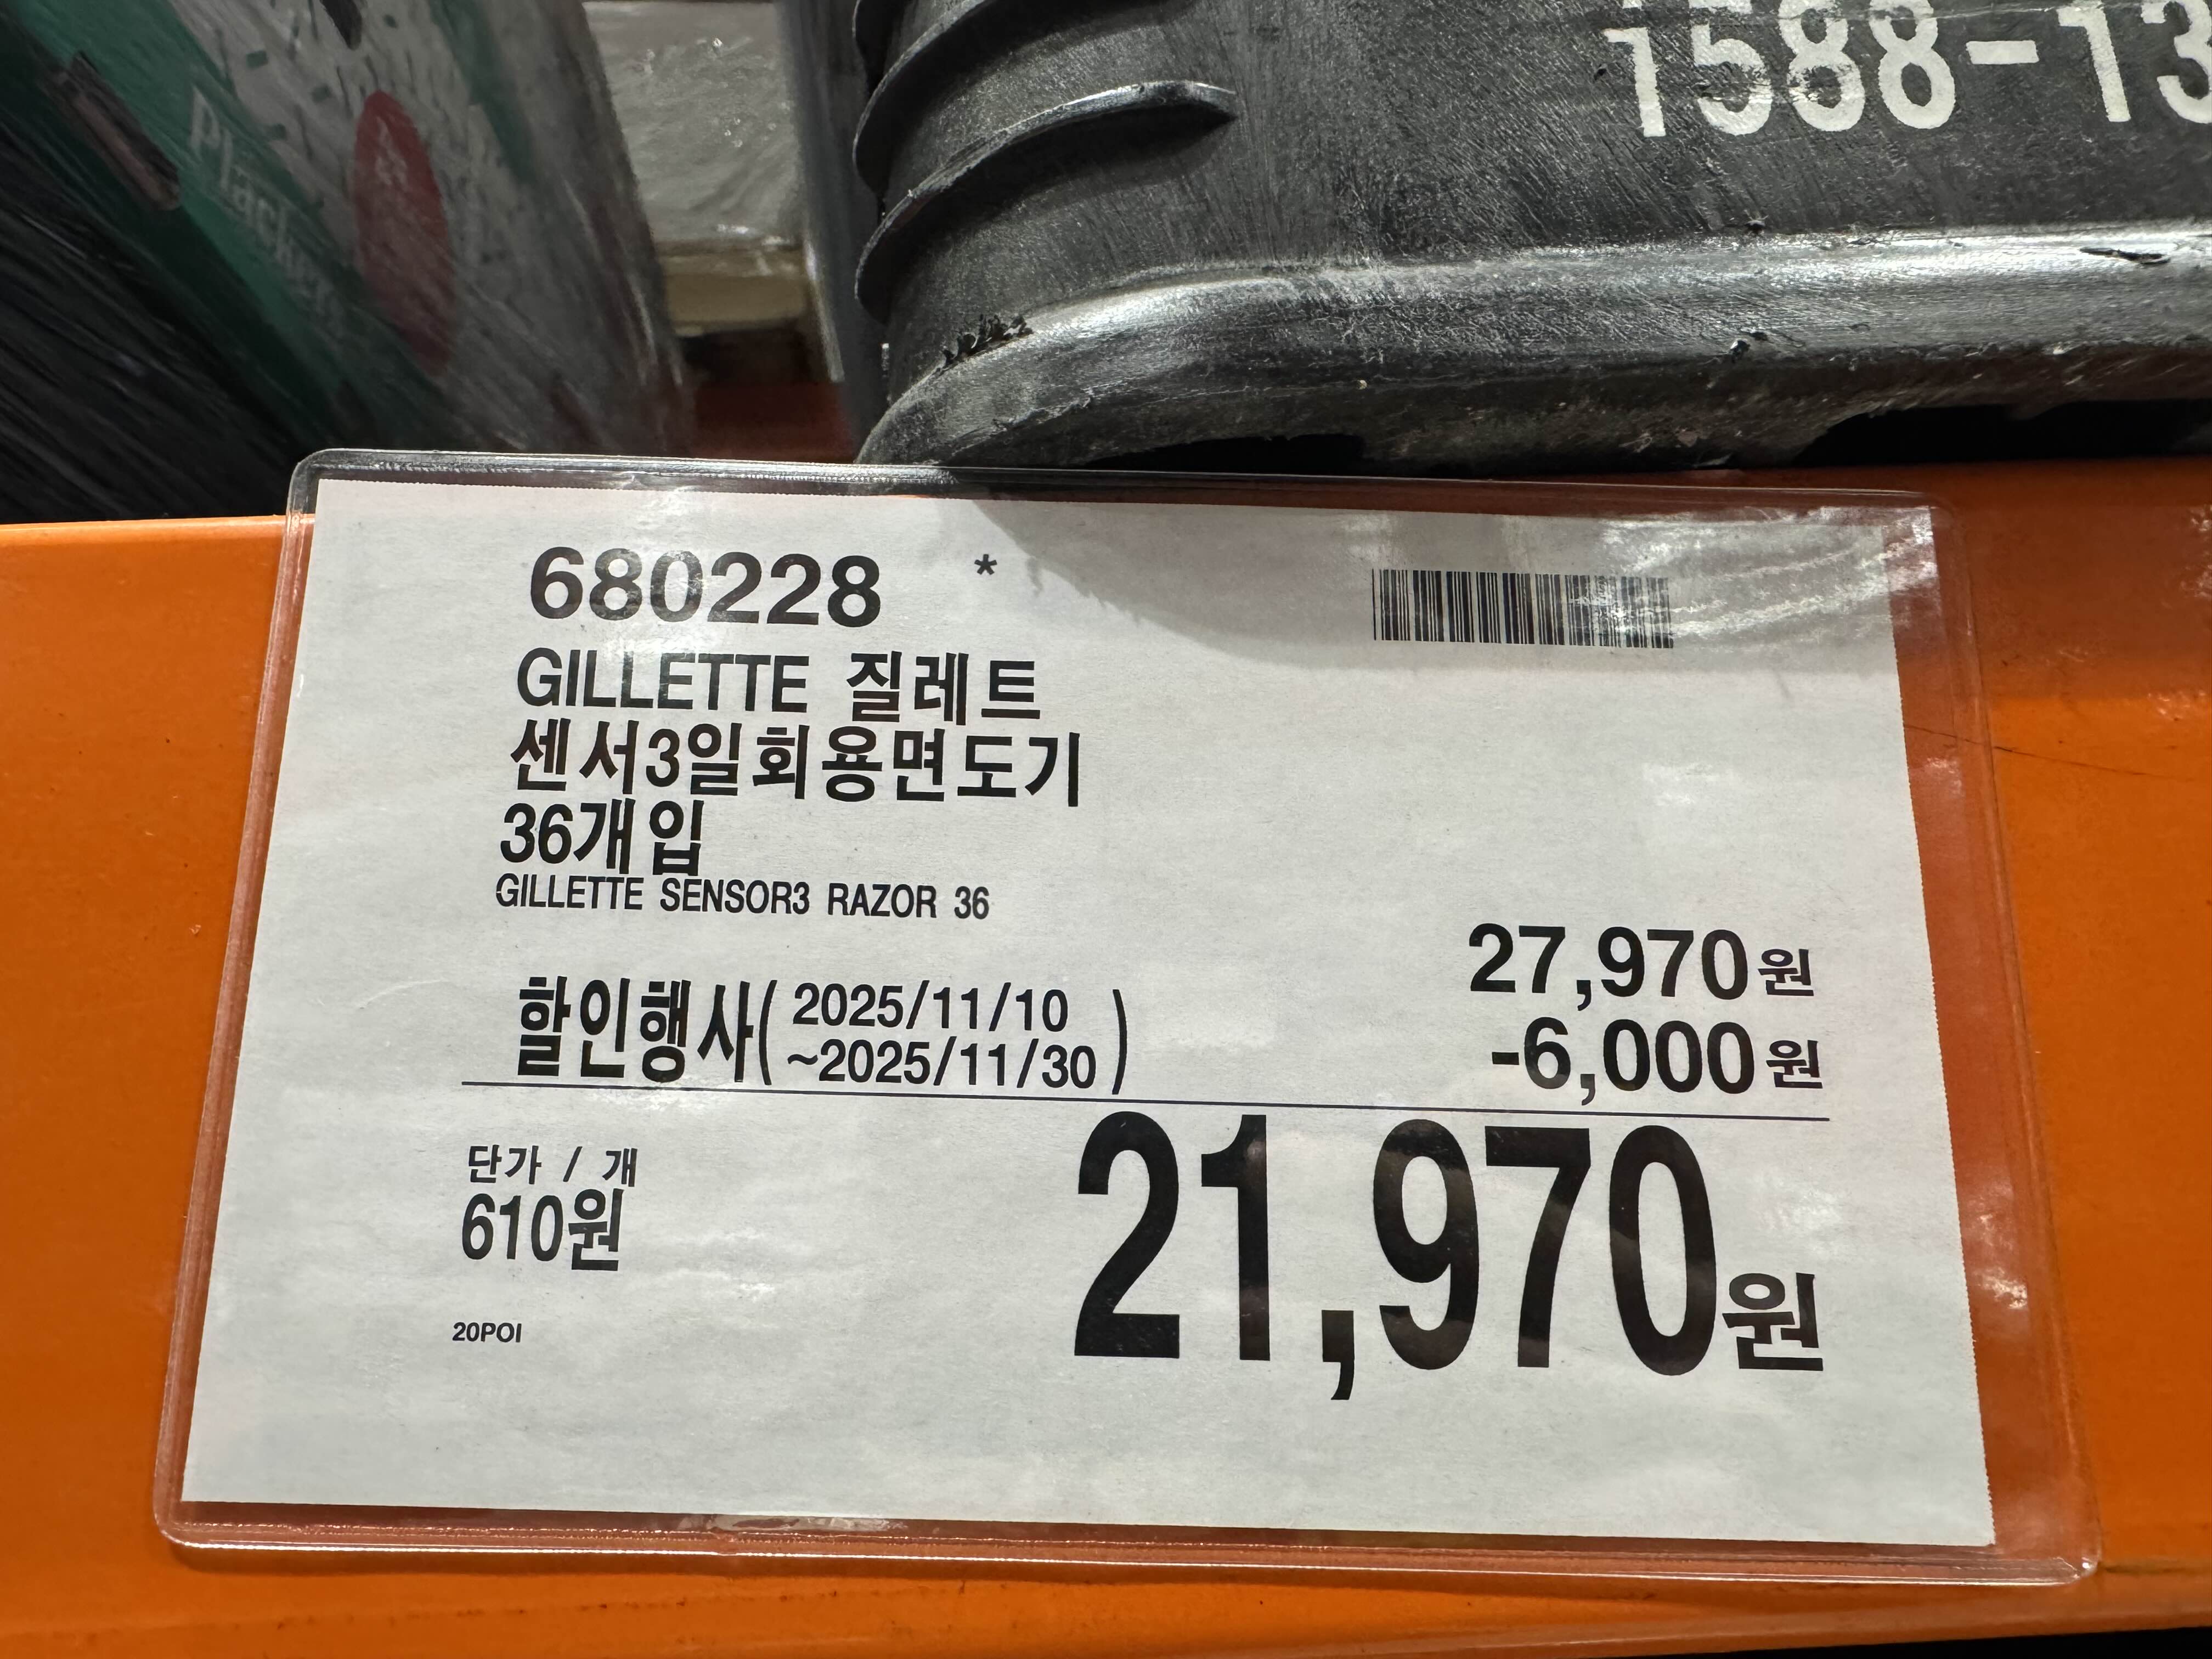 1588-13
Plackers
680228 *
GILLETTE 질레트
센서3일회용면도기
36개입
GILLETTE SENSOR3 RAZOR 36
27,970원
할인행사( 2025/11/10
~2025/11/30 )
-6,000원
단가 / 개
610원
21,970원
20POI